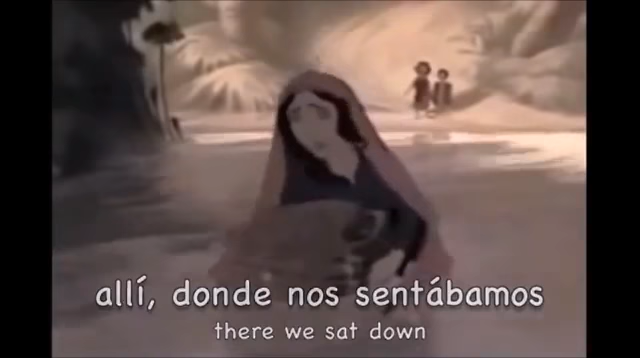 allí, donde nos sentábamos
there we sat down